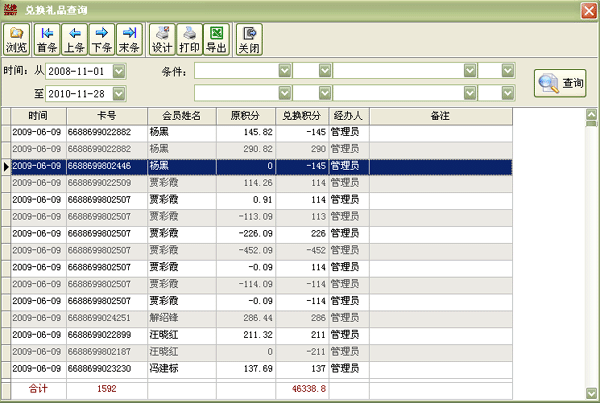 兑换礼品查询
浏览 首条 上条 下条 末条 设计 打印 导出 关闭
时间: 从 2008-11-01 条件:
至 2010-11-28 查询
时间 卡号 会员姓名 原积分 兑换积分 经办人 备注
2009-06-09 6688699022882 杨黑 145.82 -145 管理员
2009-06-09 6688699022882 杨黑 290.82 290 管理员
2009-06-09 6688699802446 杨黑 0 -145 管理员
2009-06-09 6688699022509 贾彩霞 114.26 114 管理员
2009-06-09 6688699802507 贾彩霞 0.91 114 管理员
2009-06-09 6688699802507 贾彩霞 -113.09 113 管理员
2009-06-09 6688699802507 贾彩霞 -226.09 226 管理员
2009-06-09 6688699802507 贾彩霞 -452.09 -452 管理员
2009-06-09 6688699802507 贾彩霞 -0.09 114 管理员
2009-06-09 6688699802507 贾彩霞 -114.09 -114 管理员
2009-06-09 6688699802507 贾彩霞 -0.09 -114 管理员
2009-06-09 6688699024251 解绍锋 286.44 286 管理员
2009-06-09 6688699022899 汪晓红 211.32 211 管理员
2009-06-09 6688699802187 汪晓红 0 -211 管理员
2009-06-09 6688699023230 冯建标 137.69 137 管理员
合计 1592 46338.8